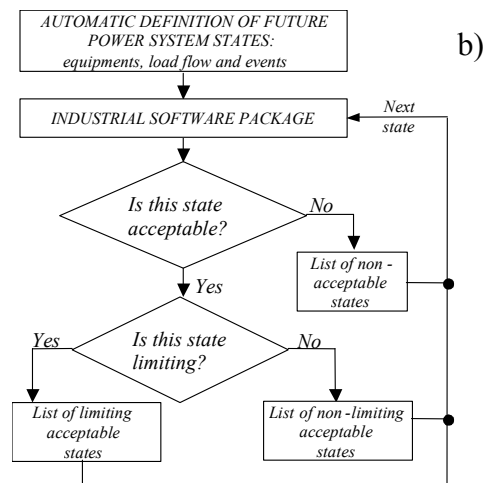 AUTOMATIC DEFINITION OF FUTURE
POWER SYSTEM STATES:
equipments, load flow and events
b)
INDUSTRIAL SOFTWARE PACKAGE
Next
state
Is this state
acceptable?
No
List of non -
acceptable
states
Yes
Is this state
limiting?
Yes
No
List of limiting
acceptable
states
List of non -limiting
acceptable
states